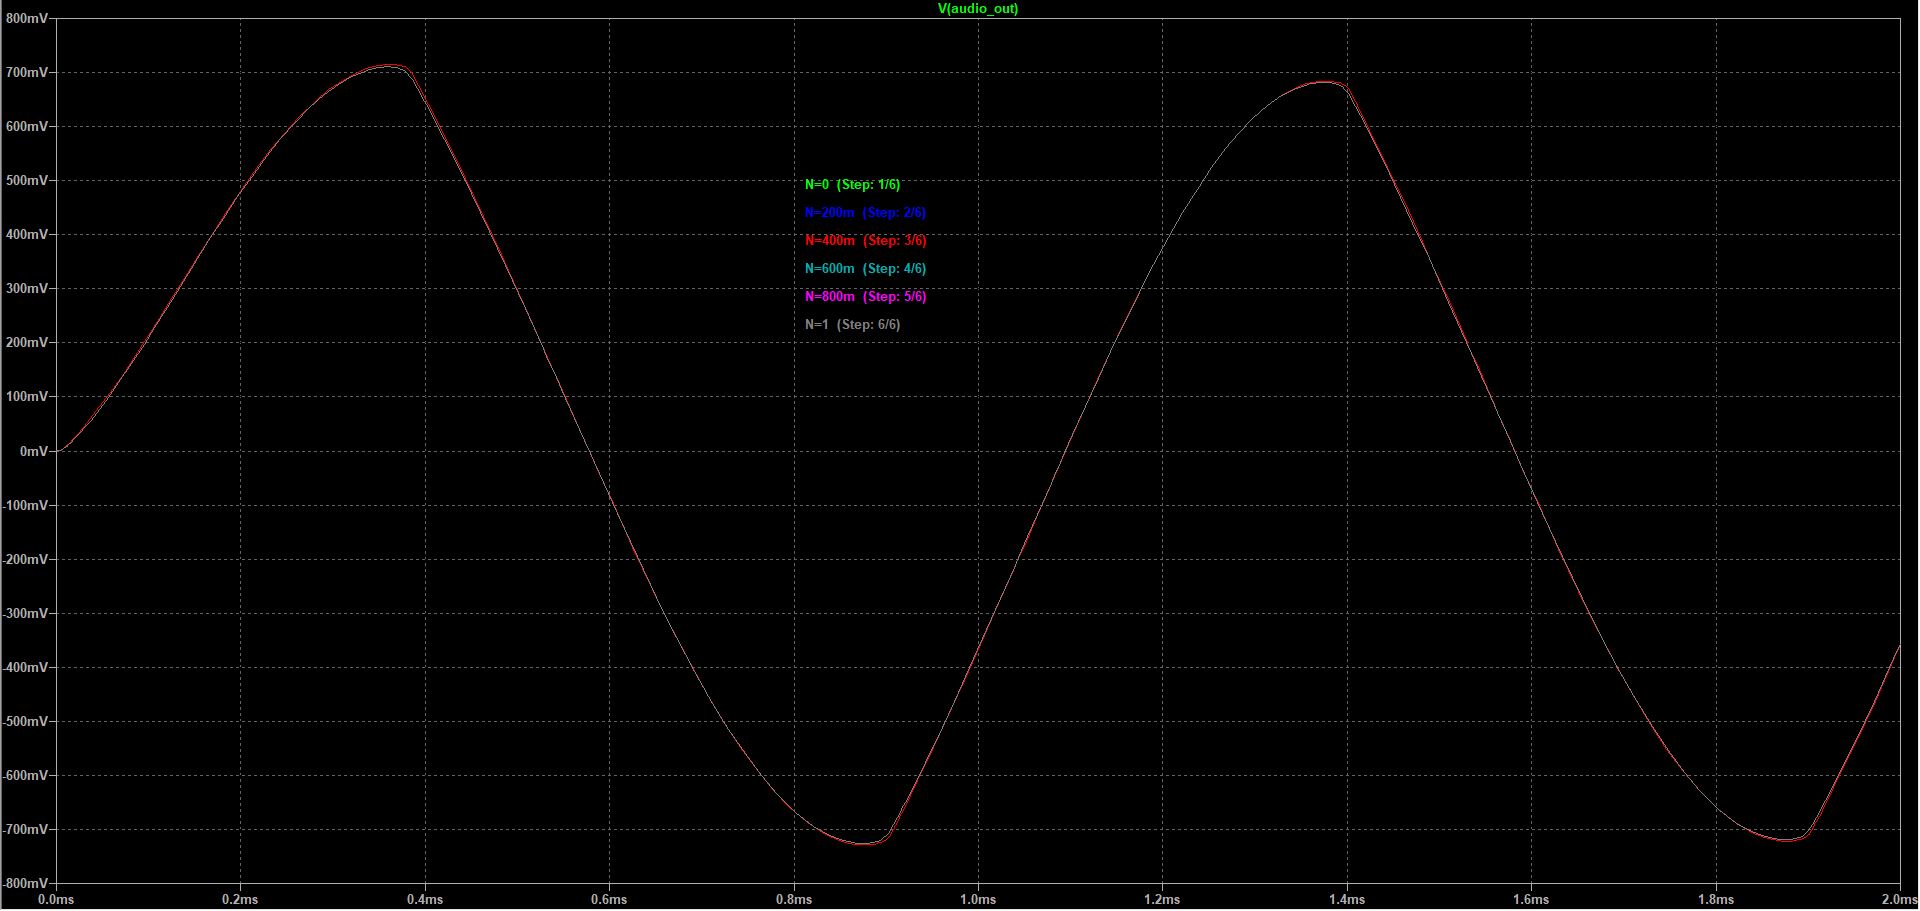 V(audio_out)
800mV
700mV
600mV
500mV
400mV
300mV
200mV
100mV
0mV
-100mV
-200mV
-300mV
-400mV
-500mV
-600mV
-700mV
-800mV
N=0 (Step: 1/6)
N=200m (Step: 2/6)
N=400m (Step: 3/6)
N=600m (Step: 4/6)
N=800m (Step: 5/6)
N=1 (Step: 6/6)
0.0ms 0.2ms 0.4ms 0.6ms 0.8ms 1.0ms 1.2ms 1.4ms 1.6ms 1.8ms 2.0ms